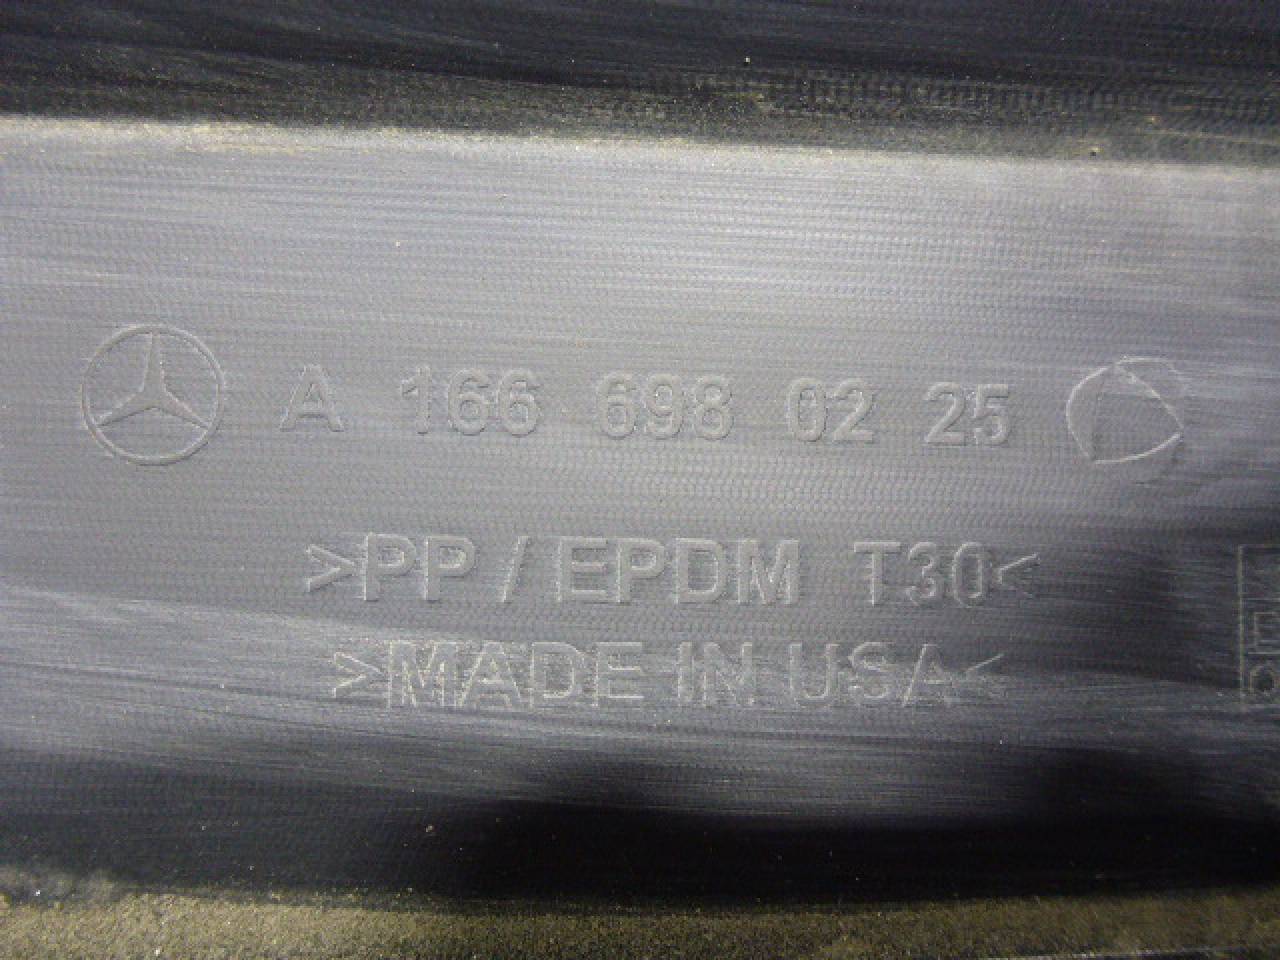 A 166 698 02 25
>PP / EPDM T30<
>MADE IN USA<